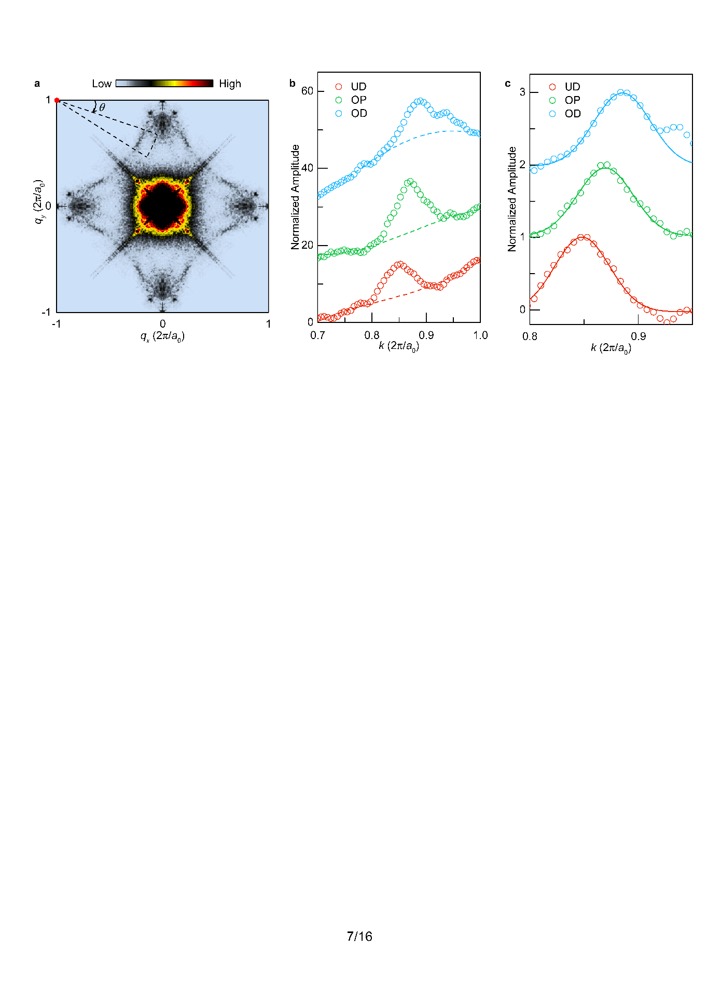 a
Low
High
1
θ
0
-1
-1
0
1
qy (2π/a0)
qx (2π/a0)
b
UD
OP
OD
60
40
20
0
Normalized Amplitude
0.7
0.8
0.9
1.0
k (2π/a0)
c
UD
OP
OD
3
2
1
0
Normalized Amplitude
0.8
0.9
k (2π/a0)
7/16